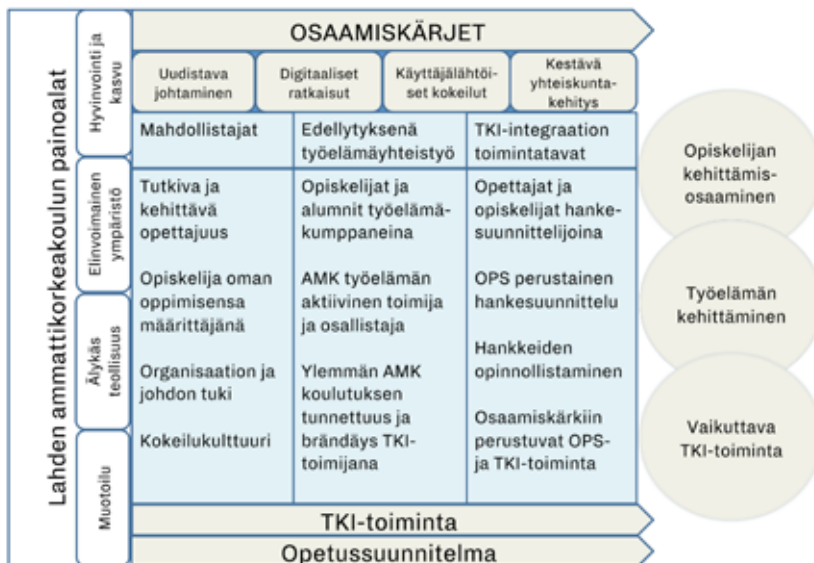 Lahden ammattikorkeakoulun painoalat
Hyvinvointi ja
kasvu
Elinvoimainen
ympäristö
Älykäs
teollisuus
Muotoilu
OSAAMISKÄRJET
Uudistava
johtaminen
Digitaaliset
ratkaisut
Käyttäjälähtöi-
set kokeilut
Kestävä
yhteiskunta-
kehitys
Mahdollistajat
Edellytyksenä
työelämäyhteistyö
TKI-integraation
toimintatavat
Tutkiva ja
kehittävä
opettajuus
Opiskelija oman
oppimisensa
määrittäjänä
Organisaation ja
johdon tuki
Kokeilukulttuuri
Opiskelijat ja
alumnit työelämä-
kumppaneina
AMK työelämän
aktiivinen toimija
ja osallistaja
Ylemmän AMK
koulutuksen
tunnettuus ja
brändäys TKI-
toimijana
Opettajat ja
opiskelijat hanke-
suunnittelijoina
OPS perustainen
hankesuunnittelu
Hankkeiden
opinnollistaminen
Osaamiskärkiin
perustuvat OPS-
ja TKI-toiminta
TKI-toiminta
Opetussuunnitelma
Opiskelijan
kehittämis-
osaaminen
Työelämän
kehittäminen
Vaikuttava
TKI-toiminta